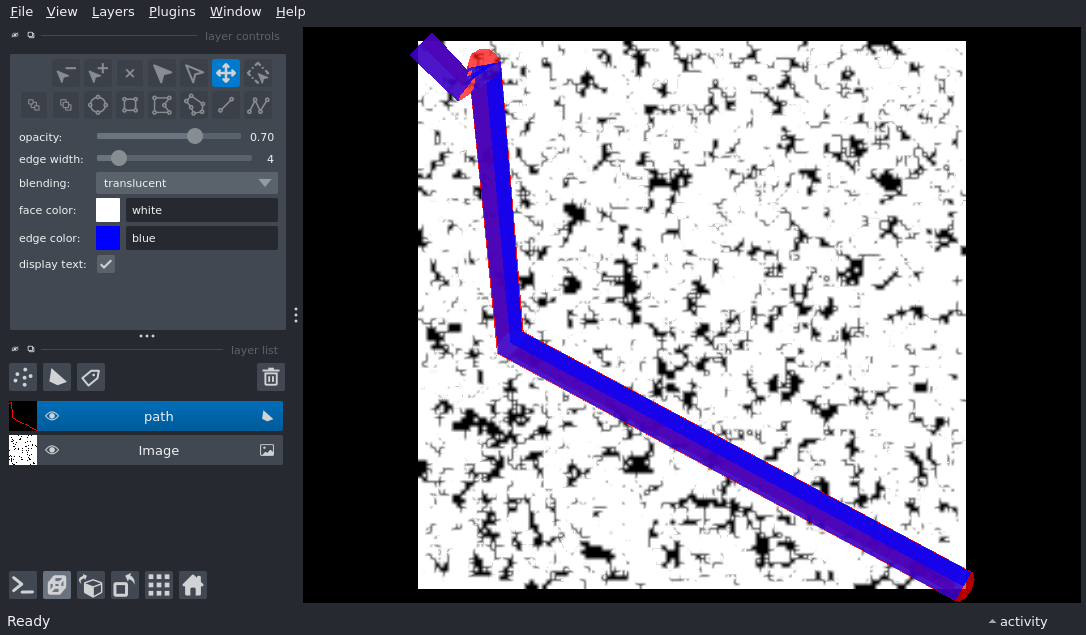 File View Layers Plugins Window Help
layer controls
opacity: 0.70
edge width: 4
blending: translucent
face color: white
edge color: blue
display text:
layer list
path
Image
Ready
activity